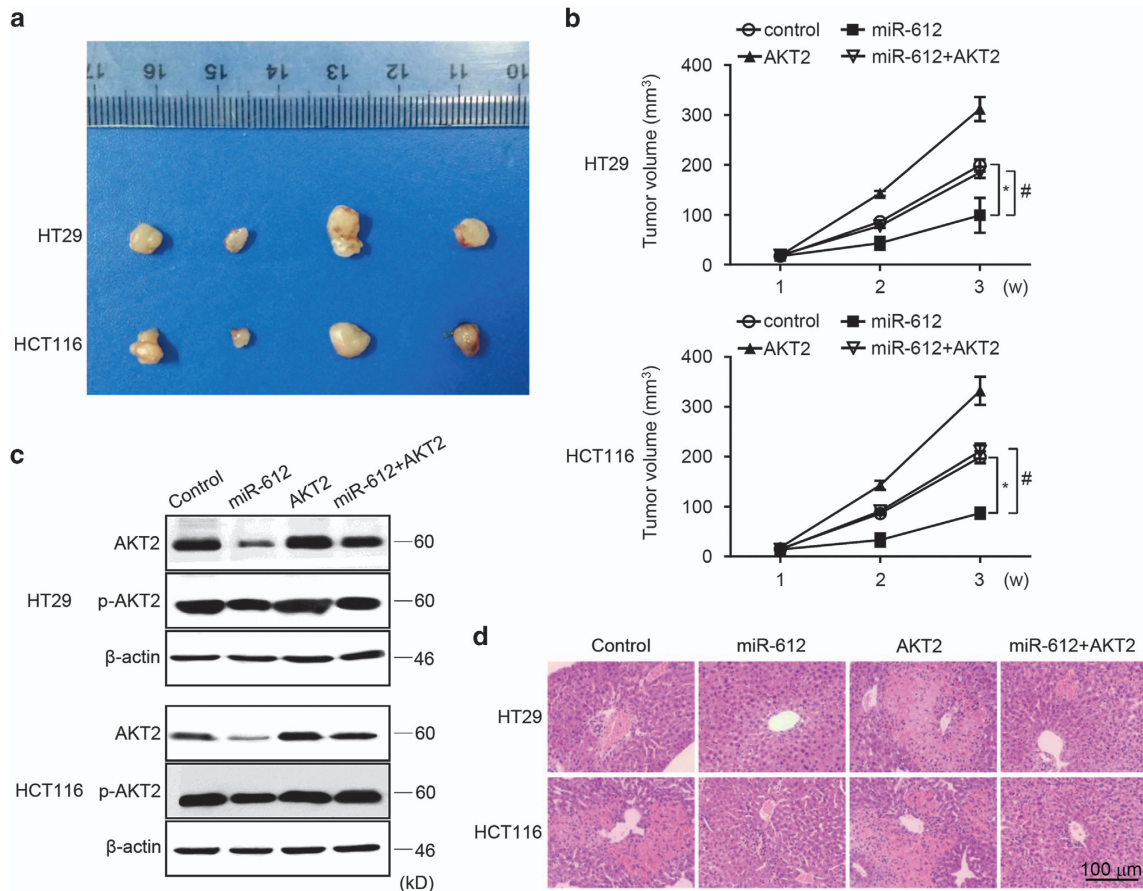 a
17 16 15 14 13 12 11 10
HT29
HCT116
b
control miR-612
AKT2 miR-612+AKT2
HT29
Tumor volume (mm³)
400
300
200
100
0
* #
1 2 3 (w)
control miR-612
AKT2 miR-612+AKT2
HCT116
Tumor volume (mm³)
400
300
200
100
0
* #
1 2 3 (w)
c
Control miR-612 AKT2 miR-612+AKT2
HT29
AKT2 60
p-AKT2 60
β-actin 46
HCT116
AKT2 60
p-AKT2 60
β-actin 46
(kD)
d
Control miR-612 AKT2 miR-612+AKT2
HT29
HCT116
100 μm